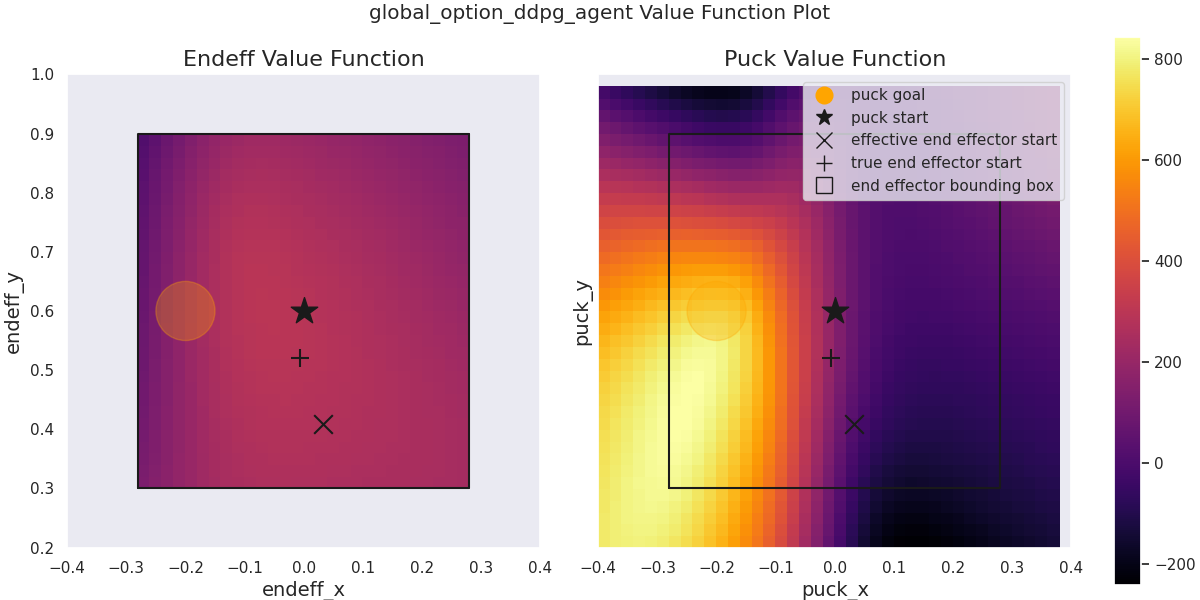 global_option_ddpg_agent Value Function Plot
Endeff Value Function
1.0
0.9
0.8
0.7
0.6
0.5
0.4
0.3
0.2
endeff_y
−0.4 −0.3 −0.2 −0.1 0.0 0.1 0.2 0.3 0.4
endeff_x
Puck Value Function
puck goal
puck start
effective end effector start
true end effector start
end effector bounding box
puck_y
−0.4 −0.3 −0.2 −0.1 0.0 0.1 0.2 0.3 0.4
puck_x
800
600
400
200
0
−200